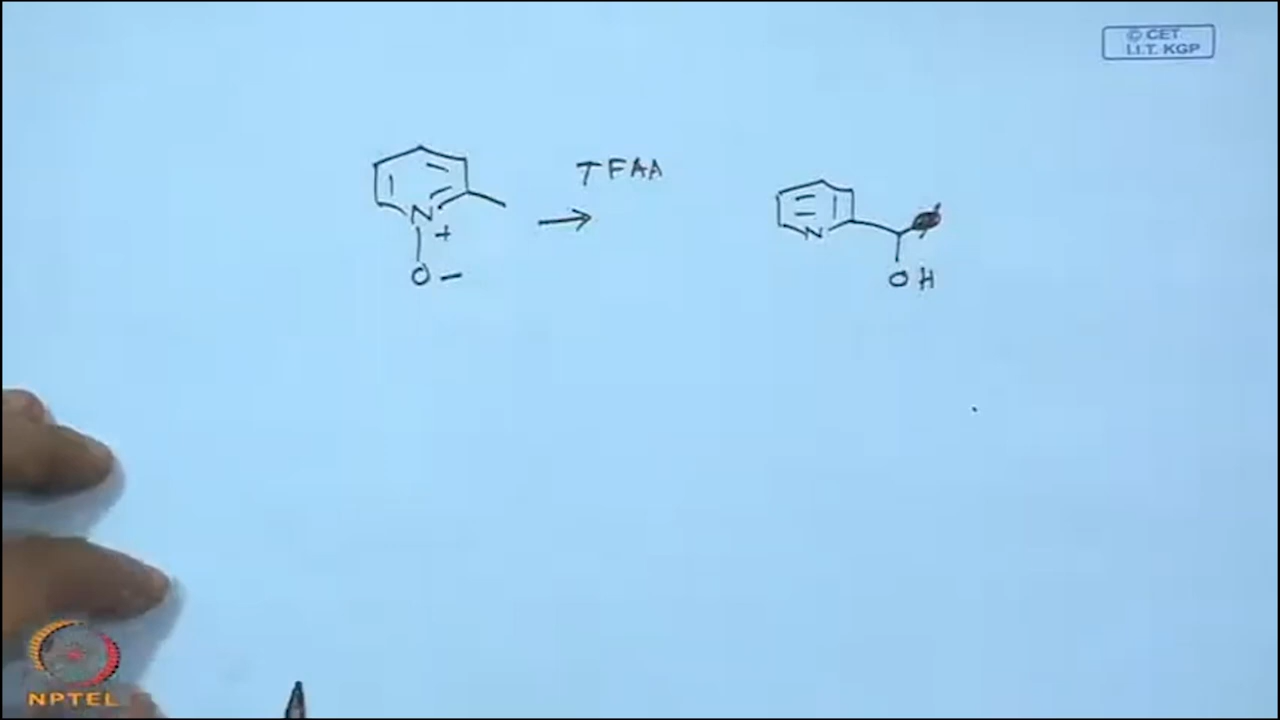 © CET
I.I.T. KGP
TFAA
N
+
O –
N
OH
NPTEL